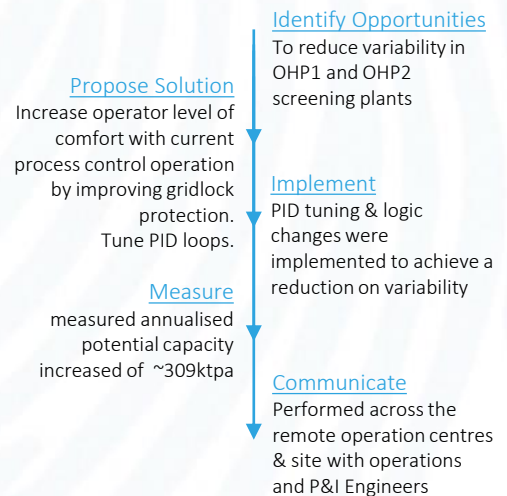 Identify Opportunities
To reduce variability in
OHP1 and OHP2
screening plants
Propose Solution
Increase operator level of
comfort with current
process control operation
by improving gridlock
protection.
Tune PID loops.
Implement
PID tuning & logic
changes were
implemented to achieve a
reduction on variability
Measure
measured annualised
potential capacity
increased of ~309ktpa
Communicate
Performed across the
remote operation centres
& site with operations
and P&I Engineers